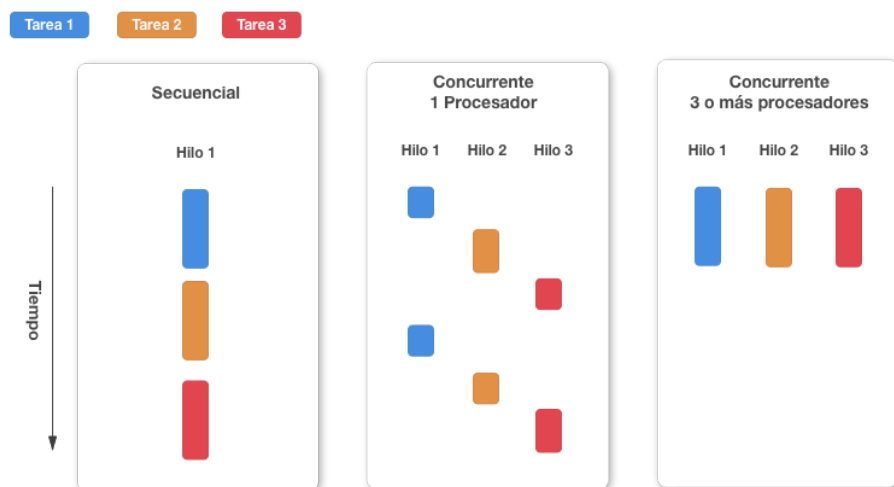 Tarea 1
Tarea 2
Tarea 3
Secuencial
Hilo 1
Concurrente
1 Procesador
Hilo 1
Hilo 2
Hilo 3
Concurrente
3 o más procesadores
Hilo 1
Hilo 2
Hilo 3
Tiempo